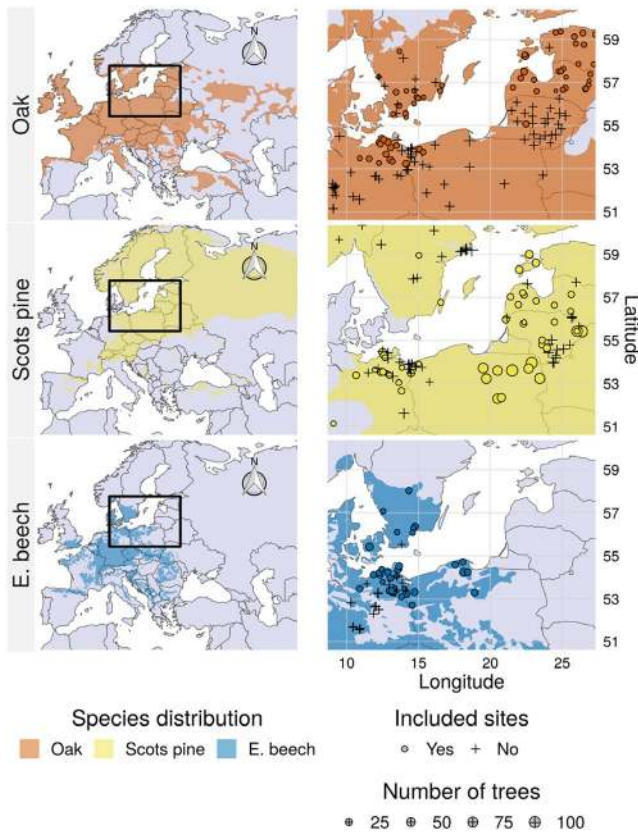 Oak
N
59
57
55
53
51
Scots pine
N
59
57
55
53
51
Latitude
E. beech
N
59
57
55
53
51
10 15 20 25
Longitude
Species distribution
Oak Scots pine E. beech
Included sites
Yes No
Number of trees
25 50 75 100